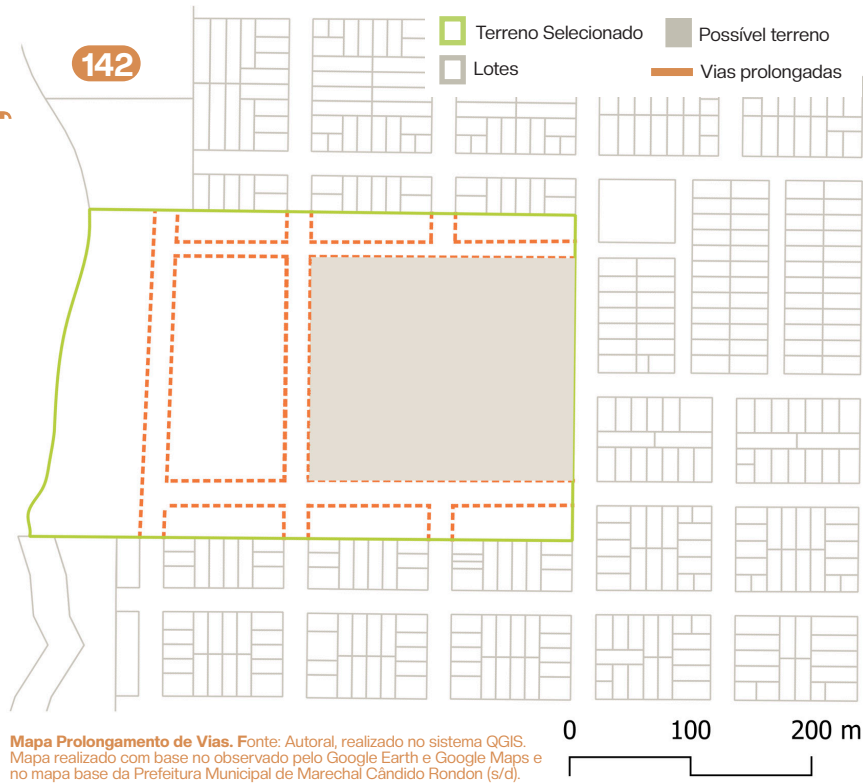 142
Terreno Selecionado
Possível terreno
Lotes
Vias prolongadas
Mapa Prolongamento de Vias. Fonte: Autoral, realizado no sistema QGIS.
Mapa realizado com base no observado pelo Google Earth e Google Maps e
no mapa base da Prefeitura Municipal de Marechal Cândido Rondon (s/d).
0 100 200 m